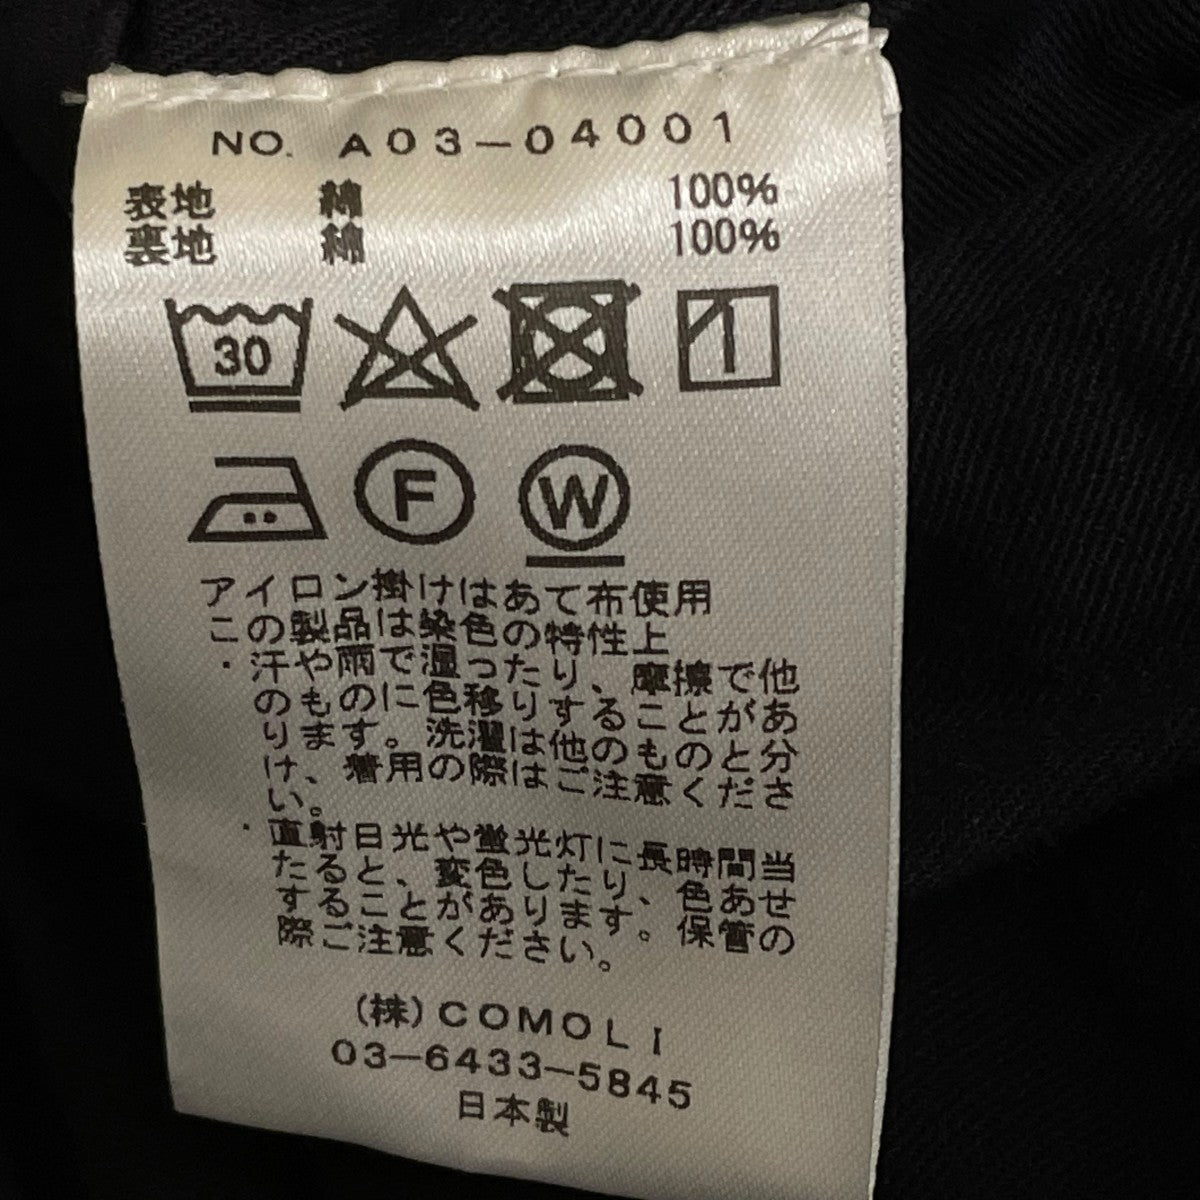 NO. A03-04001
表地 綿 100%
裏地 綿 100%
30
F W
アイロン掛けはあて布使用
この製品は染色の特性上
・汗や雨で湿ったり、摩擦で他
のものに色移りすることがあ
ります。洗濯は他のものと分
け、着用の際はご注意くださ
い。
・直射日光や蛍光灯に長時間当
たると、変色したり、色あせ
することがあります。保管の
際ご注意ください。
(株)COMOLI
03-6433-5845
日本製